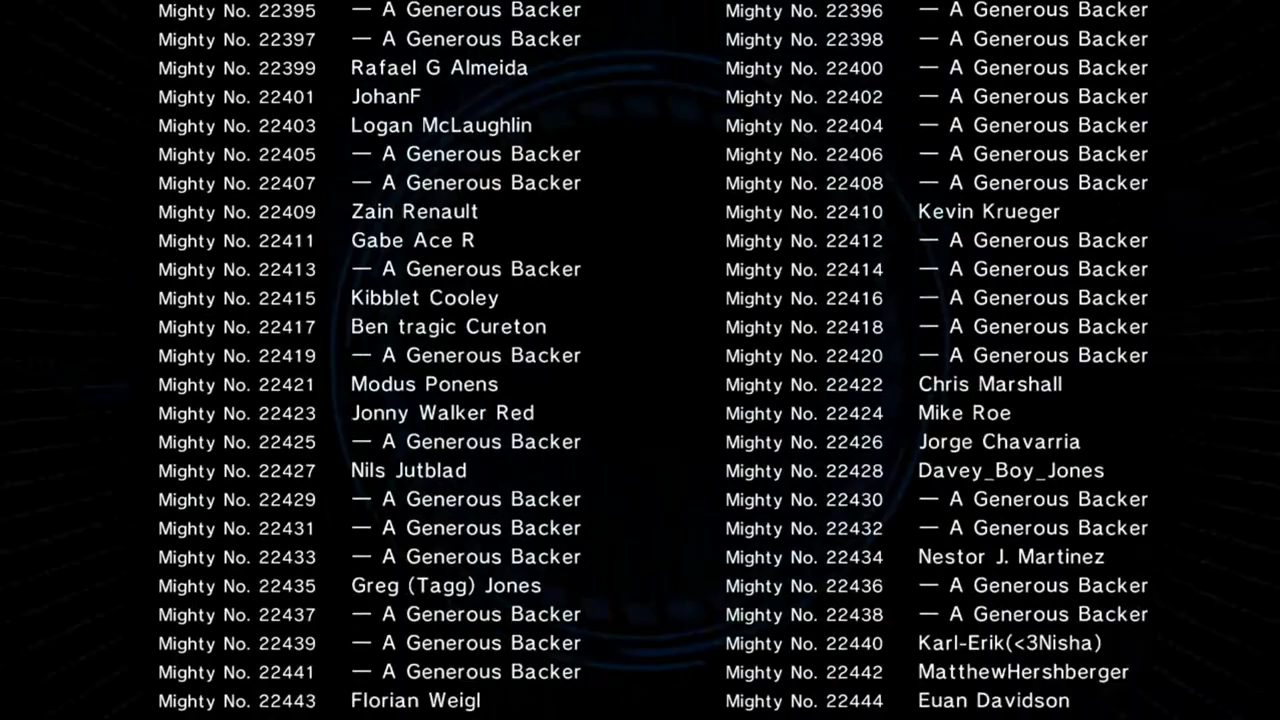 Mighty No. 22395 — A Generous Backer Mighty No. 22396 — A Generous Backer
Mighty No. 22397 — A Generous Backer Mighty No. 22398 — A Generous Backer
Mighty No. 22399 Rafael G Almeida Mighty No. 22400 — A Generous Backer
Mighty No. 22401 JohanF Mighty No. 22402 — A Generous Backer
Mighty No. 22403 Logan McLaughlin Mighty No. 22404 — A Generous Backer
Mighty No. 22405 — A Generous Backer Mighty No. 22406 — A Generous Backer
Mighty No. 22407 — A Generous Backer Mighty No. 22408 — A Generous Backer
Mighty No. 22409 Zain Renault Mighty No. 22410 Kevin Krueger
Mighty No. 22411 Gabe Ace R Mighty No. 22412 — A Generous Backer
Mighty No. 22413 — A Generous Backer Mighty No. 22414 — A Generous Backer
Mighty No. 22415 Kibblet Cooley Mighty No. 22416 — A Generous Backer
Mighty No. 22417 Ben tragic Cureton Mighty No. 22418 — A Generous Backer
Mighty No. 22419 — A Generous Backer Mighty No. 22420 — A Generous Backer
Mighty No. 22421 Modus Ponens Mighty No. 22422 Chris Marshall
Mighty No. 22423 Jonny Walker Red Mighty No. 22424 Mike Roe
Mighty No. 22425 — A Generous Backer Mighty No. 22426 Jorge Chavarria
Mighty No. 22427 Nils Jutblad Mighty No. 22428 Davey_Boy_Jones
Mighty No. 22429 — A Generous Backer Mighty No. 22430 — A Generous Backer
Mighty No. 22431 — A Generous Backer Mighty No. 22432 — A Generous Backer
Mighty No. 22433 — A Generous Backer Mighty No. 22434 Nestor J. Martinez
Mighty No. 22435 Greg (Tagg) Jones Mighty No. 22436 — A Generous Backer
Mighty No. 22437 — A Generous Backer Mighty No. 22438 — A Generous Backer
Mighty No. 22439 — A Generous Backer Mighty No. 22440 Karl-Erik(<3Nisha)
Mighty No. 22441 — A Generous Backer Mighty No. 22442 MatthewHershberger
Mighty No. 22443 Florian Weigl Mighty No. 22444 Euan Davidson